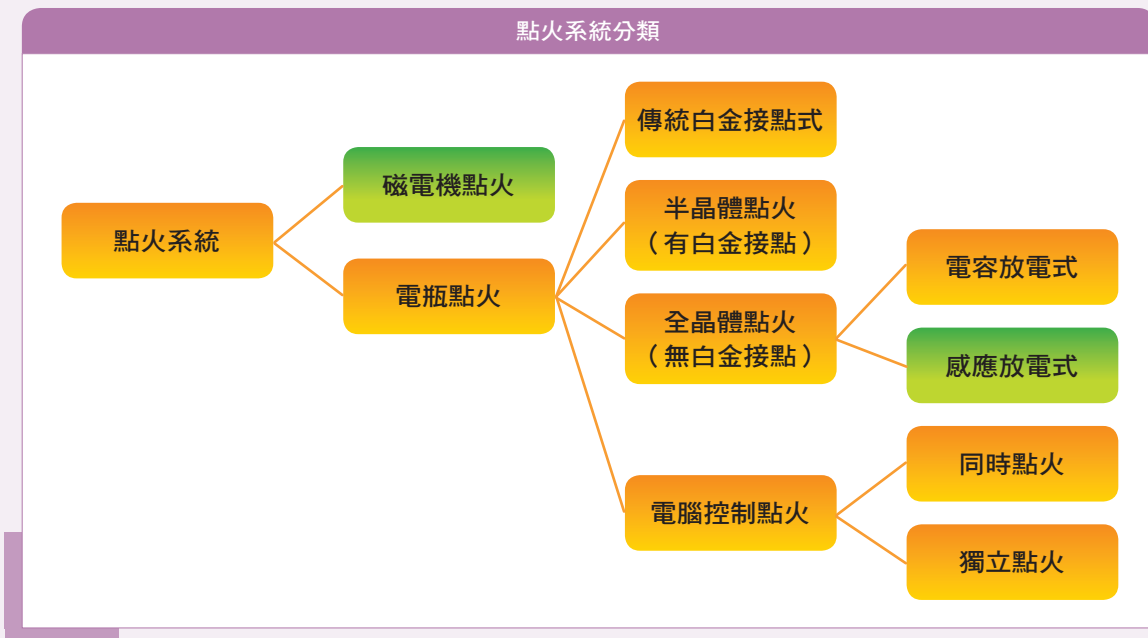 點火系統分類
點火系統
磁電機點火
電瓶點火
傳統白金接點式
半晶體點火
（有白金接點）
全晶體點火
（無白金接點）
電腦控制點火
電容放電式
感應放電式
同時點火
獨立點火